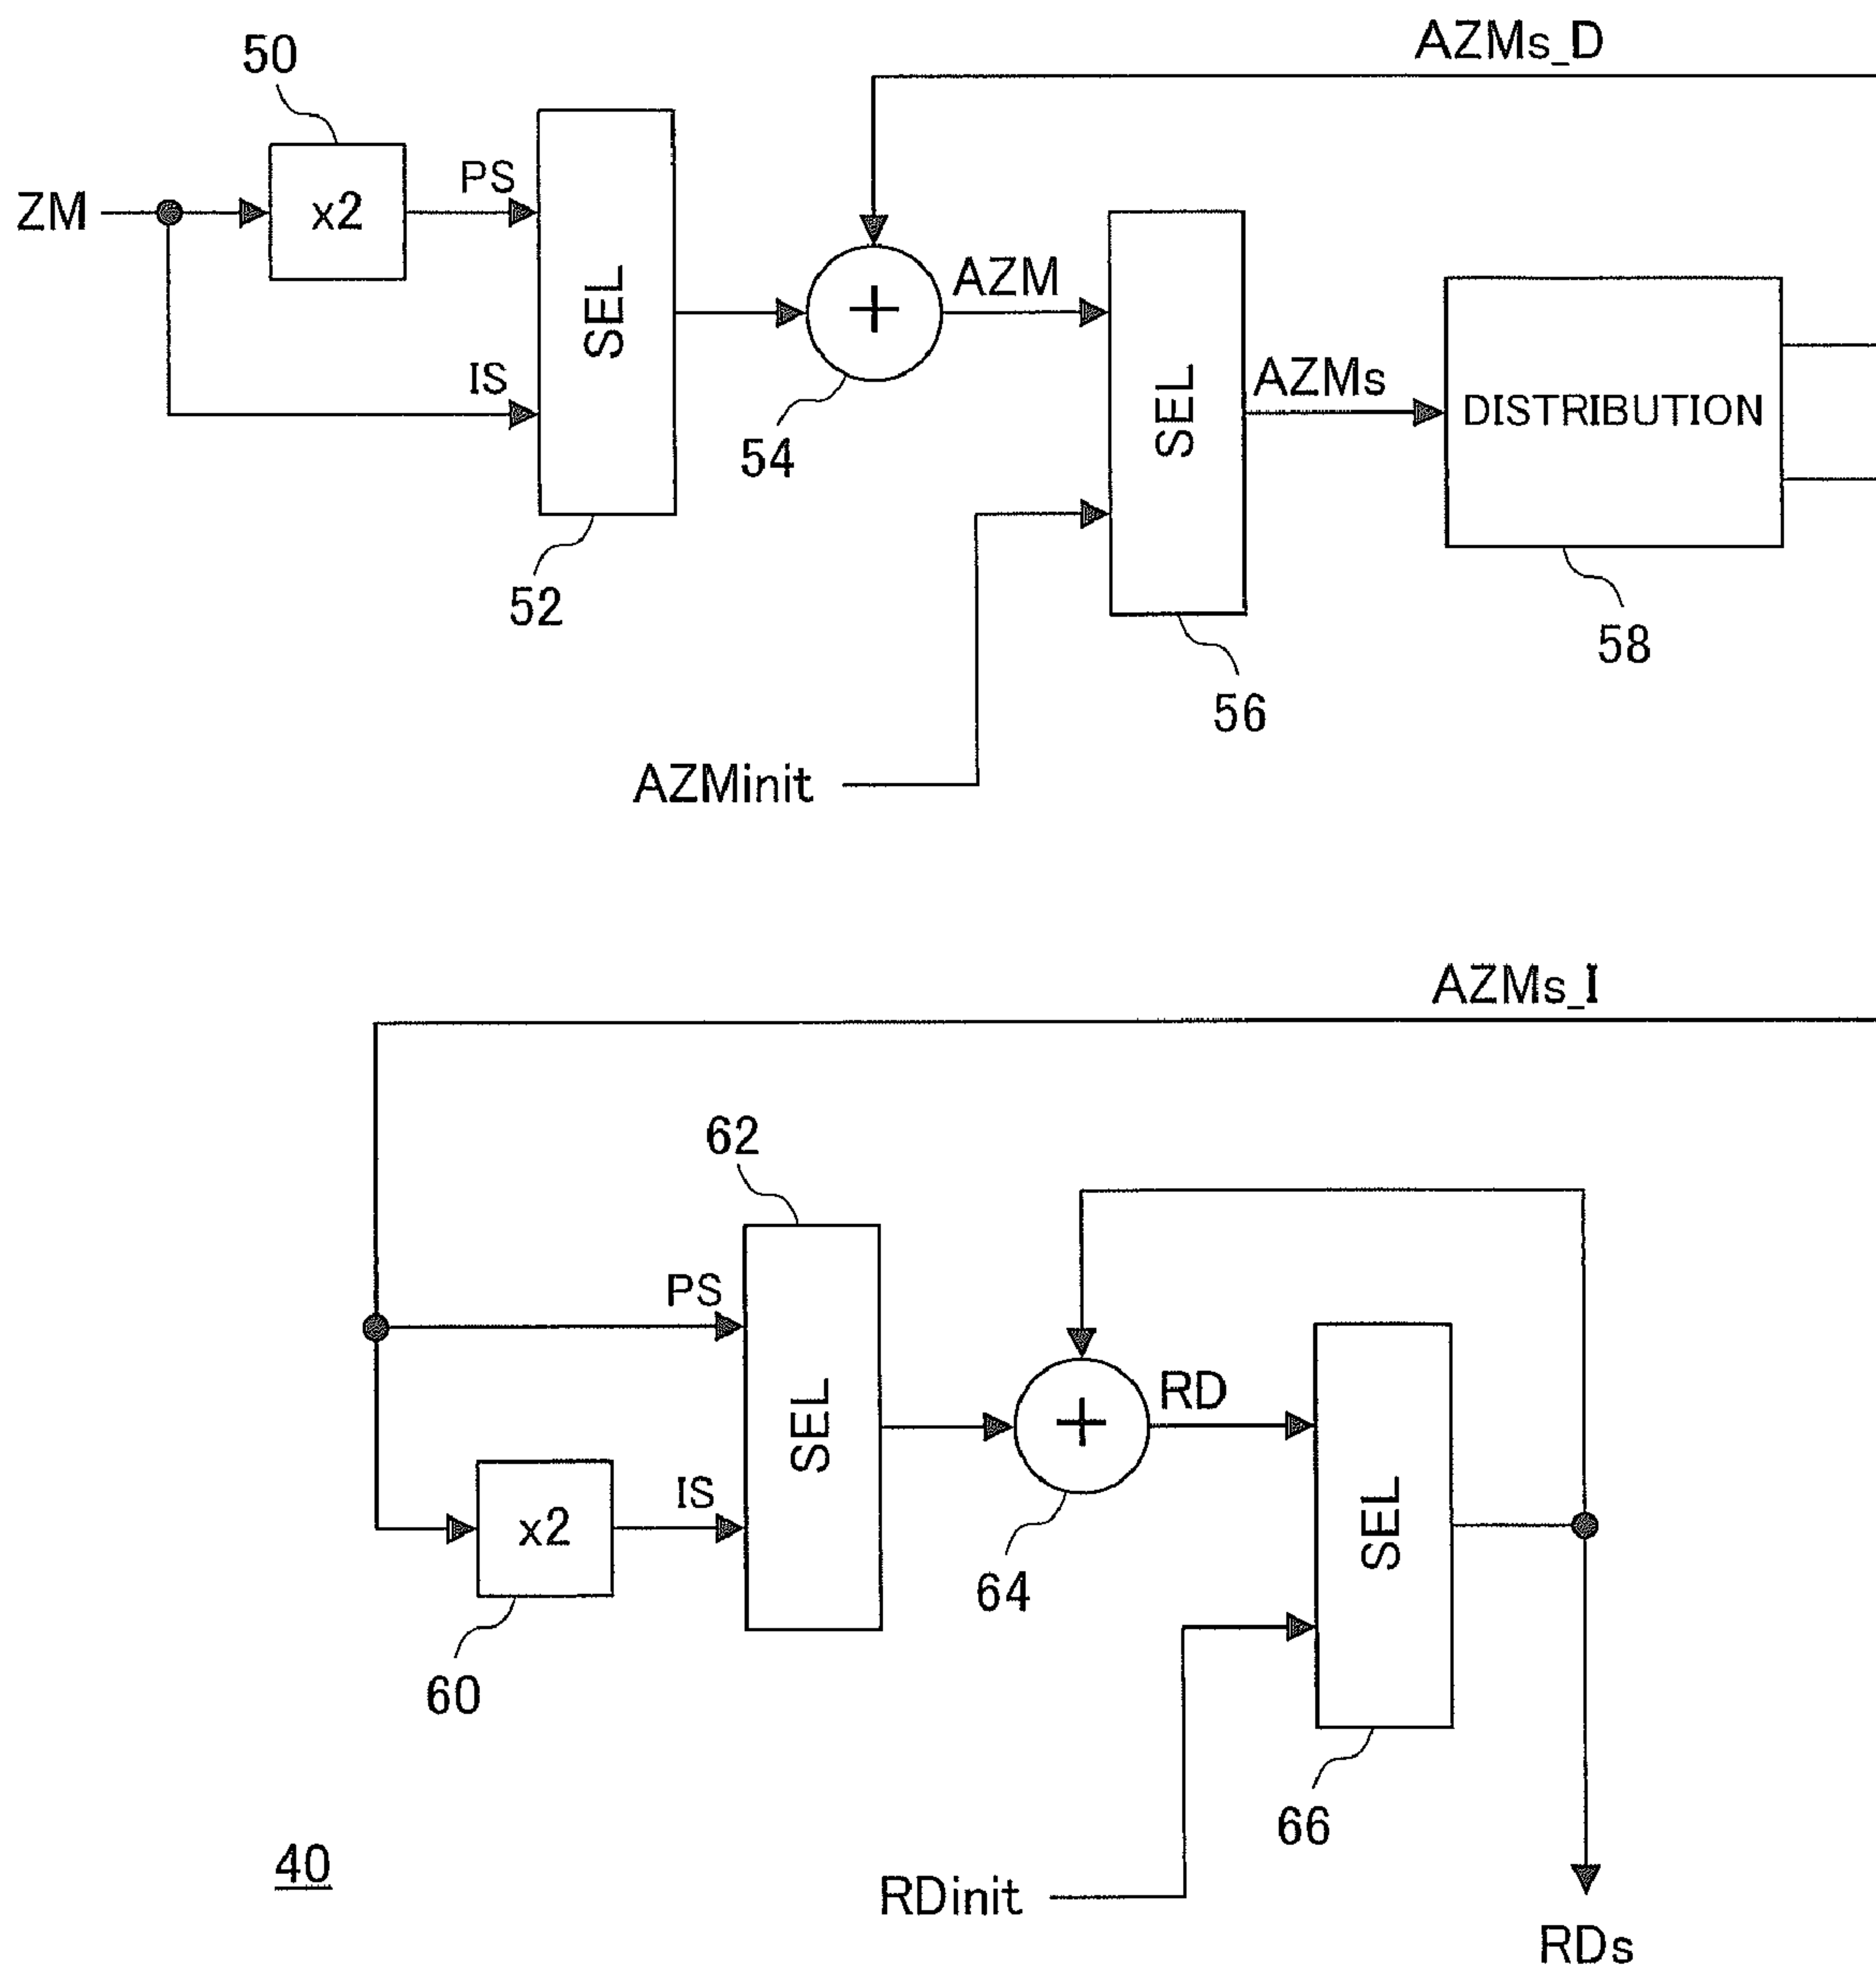 AZMs_D
50
ZM
x2
PS
IS
SEL
52
+
54
AZM
SEL
56
AZMs
DISTRIBUTION
58
AZMinit
AZMs_I
62
PS
x2
IS
60
SEL
+
64
RD
SEL
66
RDinit
RDs
40